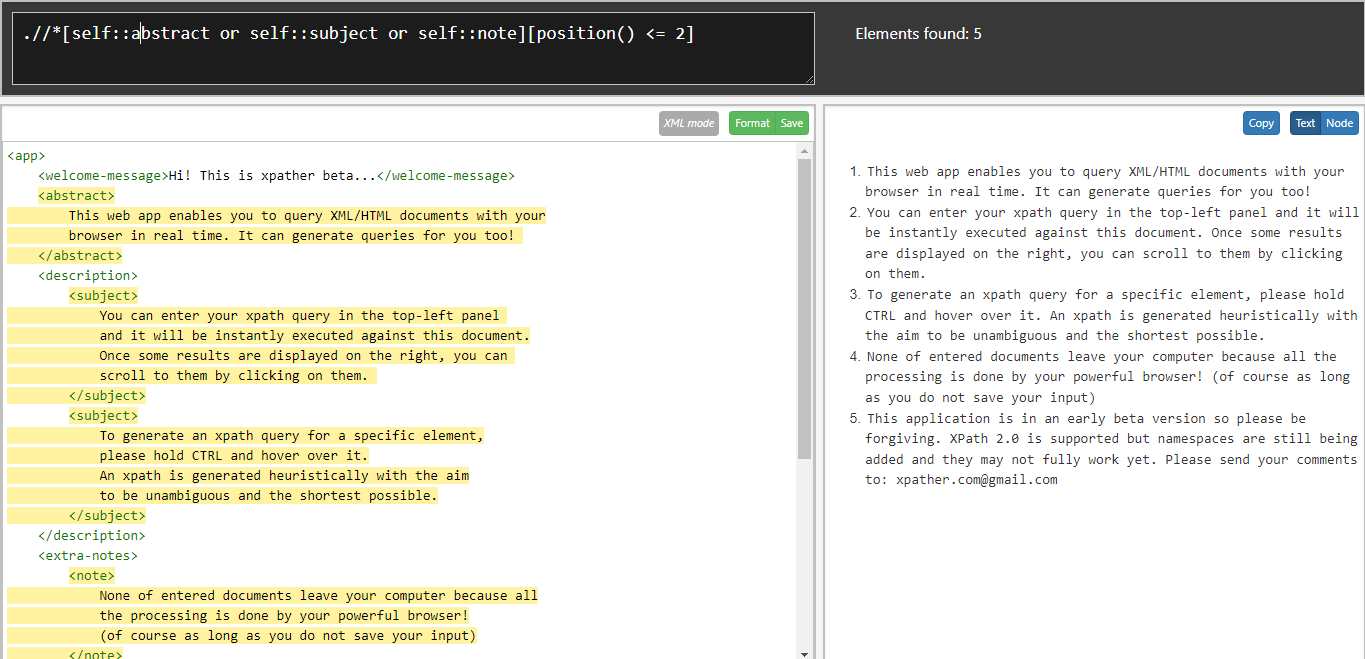 .//*[self::abstract or self::subject or self::note][position() <= 2]
Elements found: 5
XML mode
Format
Save
<app>
<welcome-message>Hi! This is xpather beta...</welcome-message>
<abstract>
This web app enables you to query XML/HTML documents with your
browser in real time. It can generate queries for you too!
</abstract>
<description>
<subject>
You can enter your xpath query in the top-left panel
and it will be instantly executed against this document.
Once some results are displayed on the right, you can
scroll to them by clicking on them.
</subject>
<subject>
To generate an xpath query for a specific element,
please hold CTRL and hover over it.
An xpath is generated heuristically with the aim
to be unambiguous and the shortest possible.
</subject>
</description>
<extra-notes>
<note>
None of entered documents leave your computer because all
the processing is done by your powerful browser!
(of course as long as you do not save your input)
</note>
Copy
Text
Node
1. This web app enables you to query XML/HTML documents with your
browser in real time. It can generate queries for you too!
2. You can enter your xpath query in the top-left panel and it will
be instantly executed against this document. Once some results
are displayed on the right, you can scroll to them by clicking
on them.
3. To generate an xpath query for a specific element, please hold
CTRL and hover over it. An xpath is generated heuristically with
the aim to be unambiguous and the shortest possible.
4. None of entered documents leave your computer because all the
processing is done by your powerful browser! (of course as long
as you do not save your input)
5. This application is in an early beta version so please be
forgiving. XPath 2.0 is supported but namespaces are still being
added and they may not fully work yet. Please send your comments
to: xpather.com@gmail.com